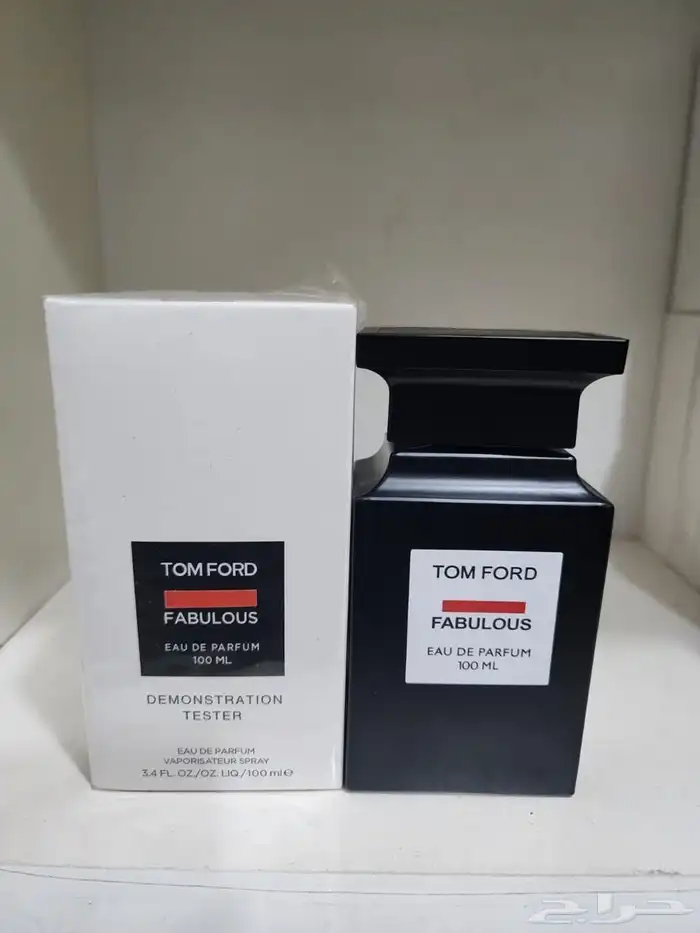 TOM FORD
FABULOUS
EAU DE PARFUM
100 ML
DEMONSTRATION
TESTER
EAU DE PARFUM
VAPORISATEUR SPRAY
3.4 FL. OZ./OZ. LIQ/100 ml℮
TOM FORD
FABULOUS
EAU DE PARFUM
100 ML
حراج